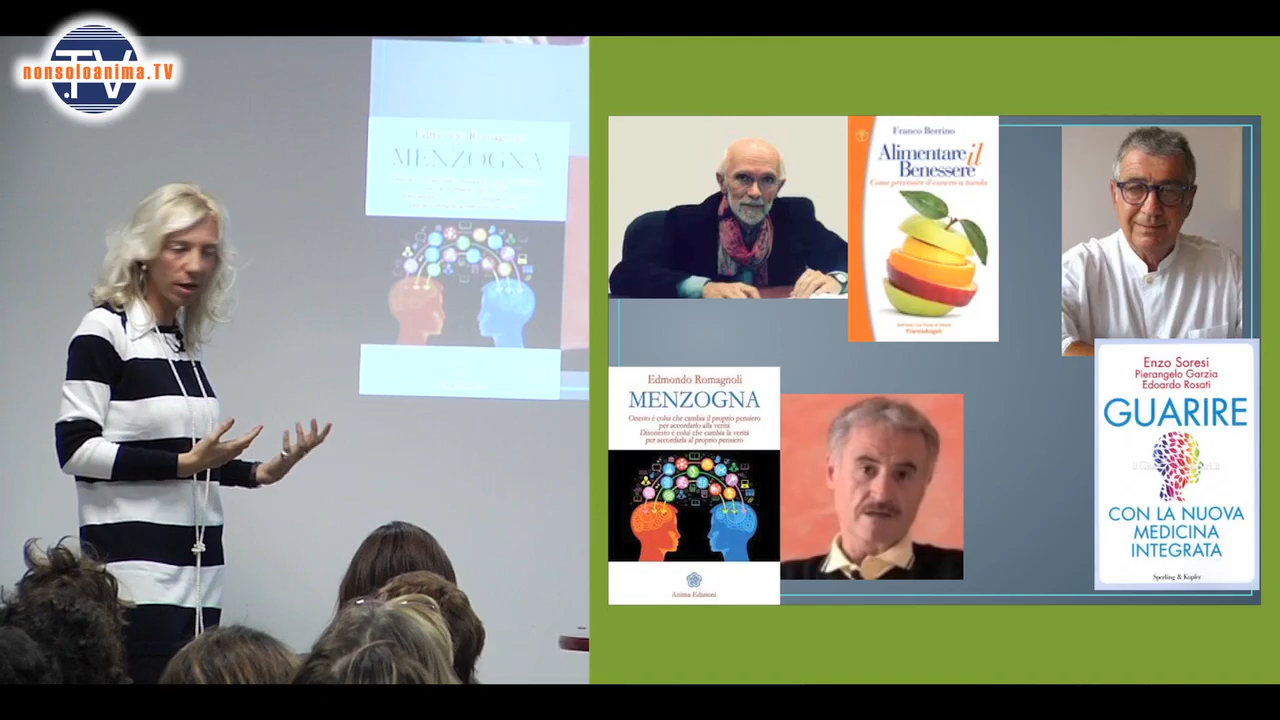 .TV
nonsoloanima.TV
MENZOGNA
Franco Berrino
Alimentare il
Benessere
Come prevenire il cancro a tavola
FrancoAngeli
Edmondo Romagnoli
MENZOGNA
Onesto è colui che cambia il proprio pensiero
per accordarlo alla verità
Disonesto è colui che cambia la verità
per accordarla al proprio pensiero
Anima Edizioni
Enzo Soresi
Pierangelo Garzia
Edoardo Rosati
GUARIRE
CON LA NUOVA
MEDICINA
INTEGRATA
Sperling & Kupfer